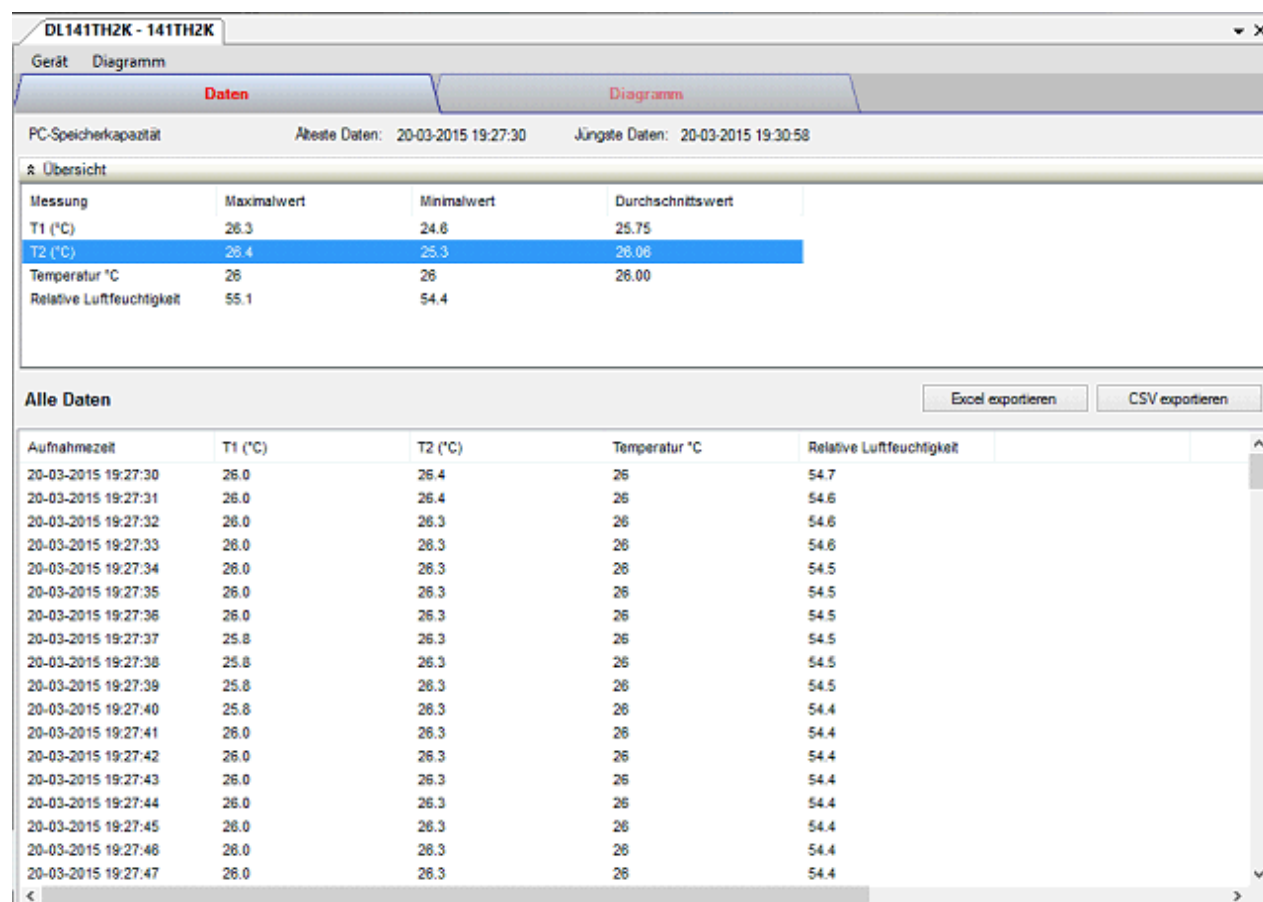 DL141TH2K - 141TH2K
Gerät Diagramm
Daten Diagramm
PC-Speicherkapazität Älteste Daten: 20-03-2015 19:27:30 Jüngste Daten: 20-03-2015 19:30:58
Übersicht
Messung Maximalwert Minimalwert Durchschnittswert
T1 (°C) 26.3 24.6 25.75
T2 (°C) 26.4 25.3 26.06
Temperatur °C 26 26 26.00
Relative Luftfeuchtigkeit 55.1 54.4
Alle Daten Excel exportieren CSV exportieren
Aufnahmezeit T1 (°C) T2 (°C) Temperatur °C Relative Luftfeuchtigkeit
20-03-2015 19:27:30 26.0 26.4 26 54.7
20-03-2015 19:27:31 26.0 26.4 26 54.6
20-03-2015 19:27:32 26.0 26.3 26 54.6
20-03-2015 19:27:33 26.0 26.3 26 54.6
20-03-2015 19:27:34 26.0 26.3 26 54.5
20-03-2015 19:27:35 26.0 26.3 26 54.5
20-03-2015 19:27:36 26.0 26.3 26 54.5
20-03-2015 19:27:37 25.8 26.3 26 54.5
20-03-2015 19:27:38 25.8 26.3 26 54.5
20-03-2015 19:27:39 25.8 26.3 26 54.5
20-03-2015 19:27:40 25.8 26.3 26 54.4
20-03-2015 19:27:41 26.0 26.3 26 54.4
20-03-2015 19:27:42 26.0 26.3 26 54.4
20-03-2015 19:27:43 26.0 26.3 26 54.4
20-03-2015 19:27:44 26.0 26.3 26 54.4
20-03-2015 19:27:45 26.0 26.3 26 54.4
20-03-2015 19:27:46 26.0 26.3 26 54.4
20-03-2015 19:27:47 26.0 26.3 26 54.4